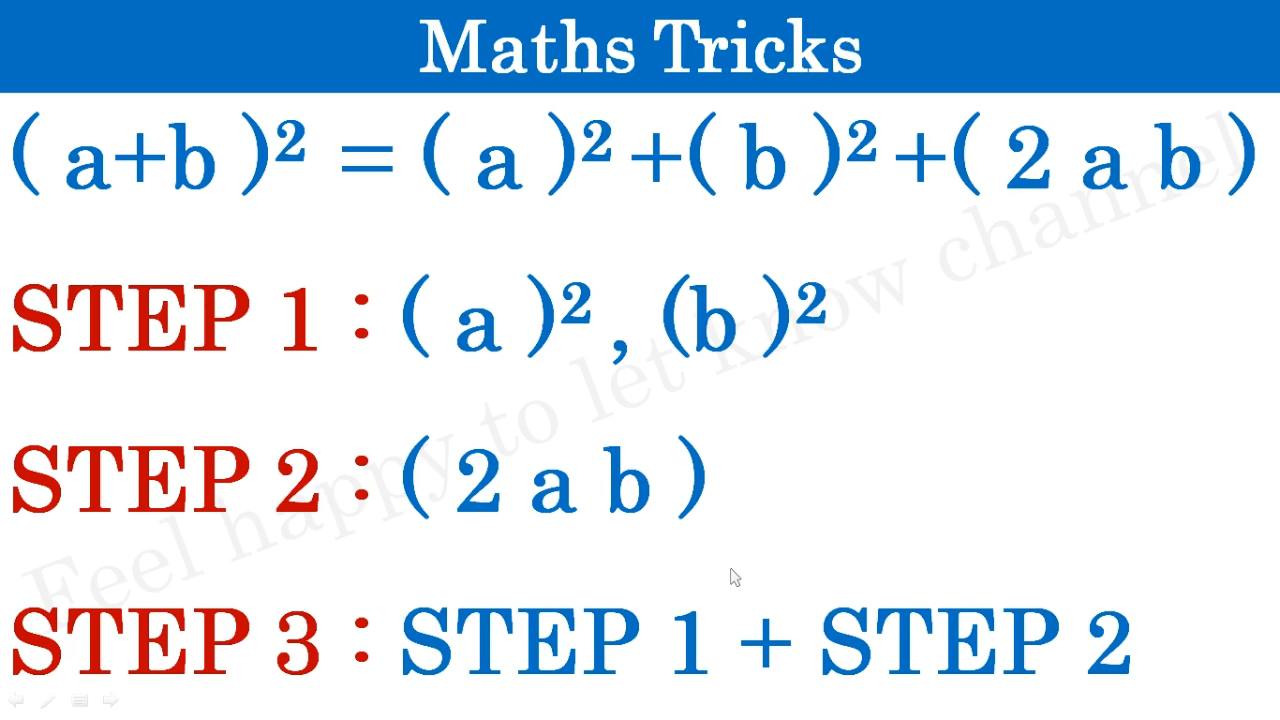 Maths Tricks
( a+b )² = ( a )² +( b )² +( 2 a b )
STEP 1 : ( a )² , (b )²
STEP 2 : ( 2 a b )
STEP 3 : STEP 1 + STEP 2
Feel happy to let know channel